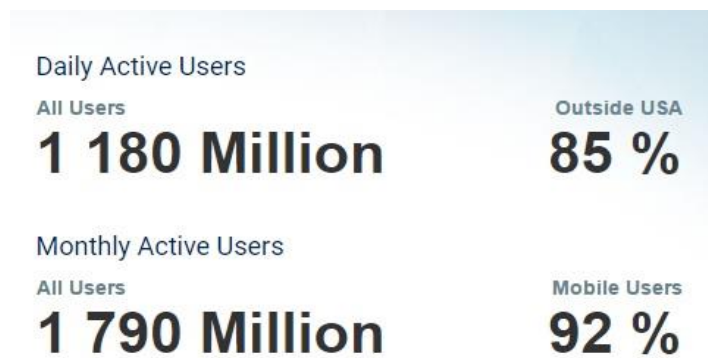 Daily Active Users
All Users Outside USA
1 180 Million 85 %
Monthly Active Users
All Users Mobile Users
1 790 Million 92 %